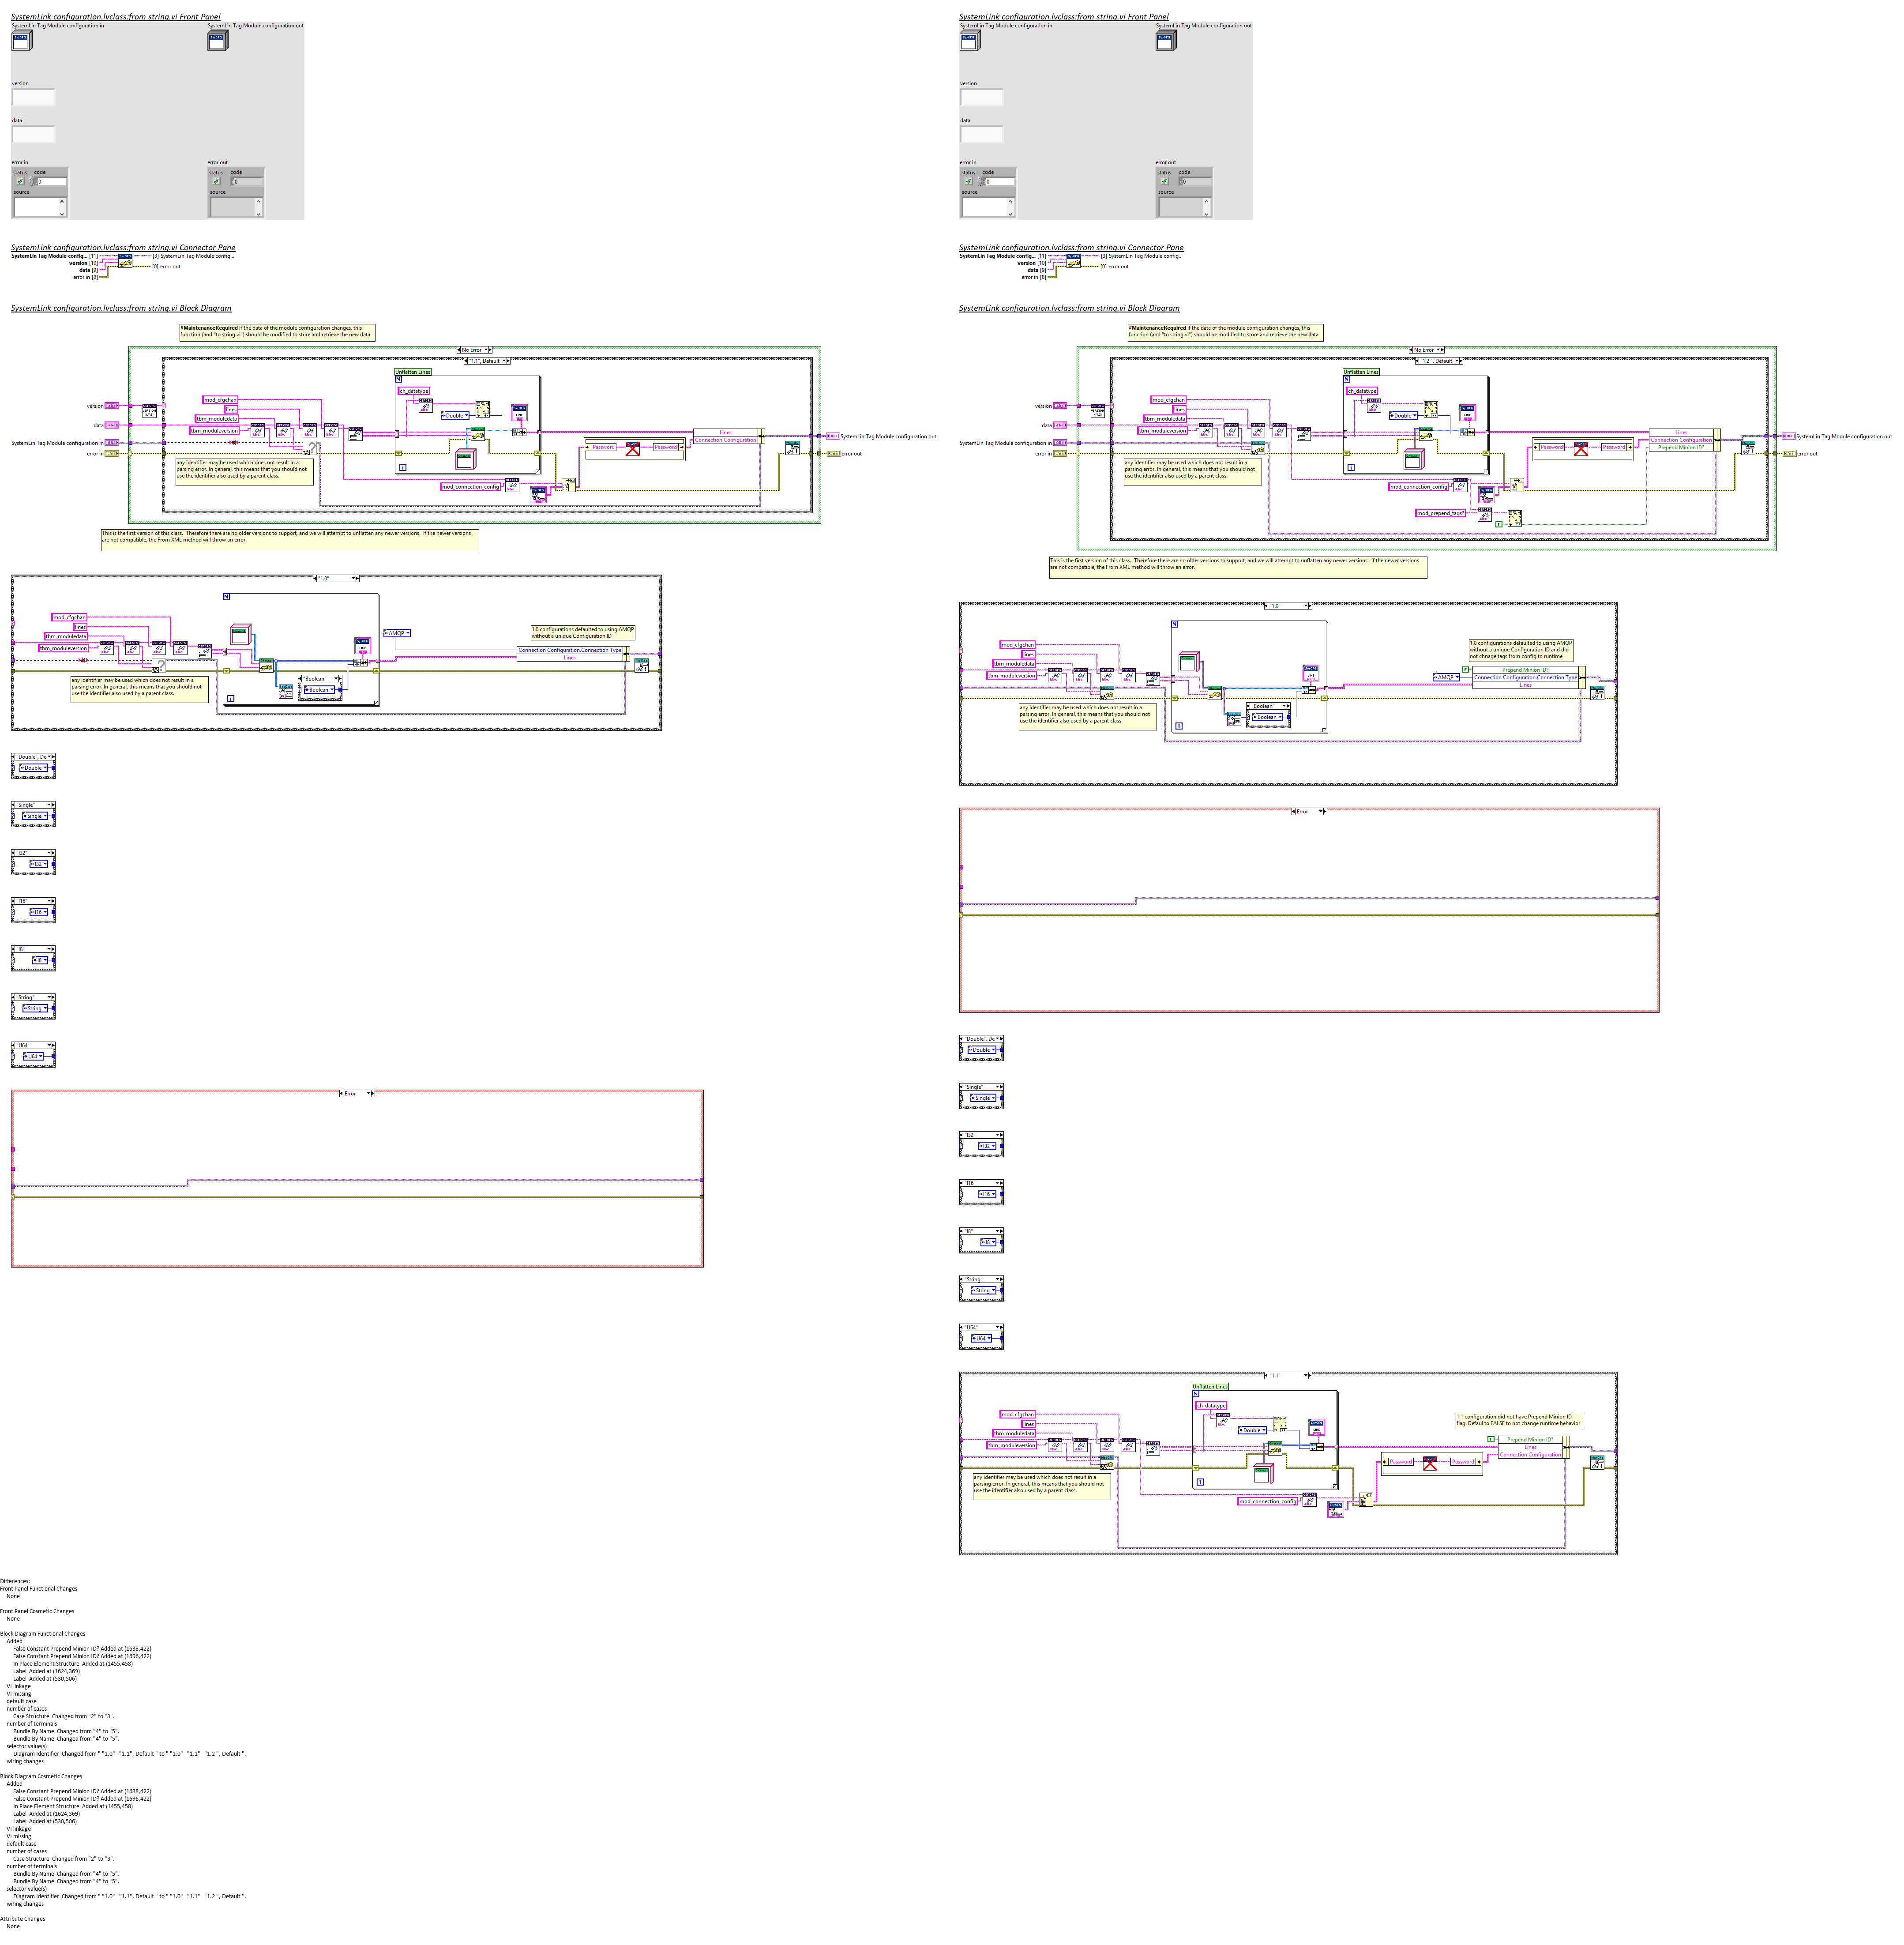 SystemLink configuration.lvclass:from string.vi Front Panel
SystemLin Tag Module configuration in
SystemLin Tag Module configuration out
version
data
error in
error out
status
code
0
source
status
code
0
source
SystemLink configuration.lvclass:from string.vi Connector Pane
SystemLin Tag Module config... [11]
[3] SystemLin Tag Module config...
version [10]
data [9]
[0] error out
error in [8]
SystemLink configuration.lvclass:from string.vi Block Diagram
#MaintenanceRequired If the data of the module configuration changes, this
function (and "to string.vi") should be modified to store and retrieve the new data
No Error
"1.1", Default
Unflatten Lines
N
ch_datatype
mod_cfgchan
lines
tbm_moduledata
tbm_moduleversion
Double
version
data
SystemLin Tag Module configuration in
error in
Password
Password
Lines
Connection Configuration
SystemLin Tag Module configuration out
error out
any identifier may be used which does not result in a
parsing error. In general, this means that you should not
use the identifier also used by a parent class.
i
mod_connection_config
This is the first version of this class.  Therefore there are no older versions to support, and we will attempt to unflatten any newer versions.  If the newer versions
are not compatible, the From XML method will throw an error.
"1.0"
N
mod_cfgchan
lines
tbm_moduledata
tbm_moduleversion
AMQP
1.0 configurations defaulted to using AMQP
without a unique Configuration ID
Connection Configuration.Connection Type
Lines
any identifier may be used which does not result in a
parsing error. In general, this means that you should not
use the identifier also used by a parent class.
"Boolean"
Boolean
i
"Double", De
Double
"Single"
Single
"I32"
I32
"I16"
I16
"I8"
I8
"String"
String
"U64"
U64
Error
SystemLink configuration.lvclass:from string.vi Front Panel
SystemLin Tag Module configuration in
SystemLin Tag Module configuration out
version
data
error in
error out
status
code
0
source
status
code
0
source
SystemLink configuration.lvclass:from string.vi Connector Pane
SystemLin Tag Module config... [11]
[3] SystemLin Tag Module config...
version [10]
data [9]
[0] error out
error in [8]
SystemLink configuration.lvclass:from string.vi Block Diagram
#MaintenanceRequired If the data of the module configuration changes, this
function (and "to string.vi") should be modified to store and retrieve the new data
No Error
"1.2 ", Default
Unflatten Lines
N
ch_datatype
mod_cfgchan
lines
tbm_moduledata
tbm_moduleversion
Double
version
data
SystemLin Tag Module configuration in
error in
Password
Password
Lines
Connection Configuration
Prepend Minion ID?
SystemLin Tag Module configuration out
error out
any identifier may be used which does not result in a
parsing error. In general, this means that you should not
use the identifier also used by a parent class.
i
mod_connection_config
mod_prepend_tags?
F
This is the first version of this class.  Therefore there are no older versions to support, and we will attempt to unflatten any newer versions.  If the newer versions
are not compatible, the From XML method will throw an error.
"1.0"
N
mod_cfgchan
lines
tbm_moduledata
tbm_moduleversion
1.0 configurations defaulted to using AMQP
without a unique Configuration ID and did
not chnage tags from config to runtime
F
Prepend Minion ID?
AMQP
Connection Configuration.Connection Type
Lines
any identifier may be used which does not result in a
parsing error. In general, this means that you should not
use the identifier also used by a parent class.
"Boolean"
Boolean
i
Error
"Double", De
Double
"Single"
Single
"I32"
I32
"I16"
I16
"I8"
I8
"String"
String
"U64"
U64
"1.1"
Unflatten Lines
N
ch_datatype
mod_cfgchan
lines
tbm_moduledata
tbm_moduleversion
Double
1.1 configuration did not have Prepend Minion ID
flag. Defaul to FALSE to not change runtime behavior
F
Prepend Minion ID?
Lines
Connection Configuration
Password
Password
any identifier may be used which does not result in a
parsing error. In general, this means that you should not
use the identifier also used by a parent class.
i
mod_connection_config
Differences:
Front Panel Functional Changes
None
Front Panel Cosmetic Changes
None
Block Diagram Functional Changes
Added
False Constant Prepend Minion ID? Added at (1638,422)
False Constant Prepend Minion ID? Added at (1696,422)
In Place Element Structure  Added at (1455,458)
Label  Added at (1624,369)
Label  Added at (530,506)
VI linkage
VI missing
default case
number of cases
Case Structure  Changed from "2" to "3".
number of terminals
Bundle By Name  Changed from "4" to "5".
Bundle By Name  Changed from "4" to "5".
selector value(s)
Diagram Identifier  Changed from " "1.0"   "1.1", Default " to " "1.0"   "1.1"   "1.2 ", Default ".
wiring changes
Block Diagram Cosmetic Changes
Added
False Constant Prepend Minion ID? Added at (1638,422)
False Constant Prepend Minion ID? Added at (1696,422)
In Place Element Structure  Added at (1455,458)
Label  Added at (1624,369)
Label  Added at (530,506)
VI linkage
VI missing
default case
number of cases
Case Structure  Changed from "2" to "3".
number of terminals
Bundle By Name  Changed from "4" to "5".
Bundle By Name  Changed from "4" to "5".
selector value(s)
Diagram Identifier  Changed from " "1.0"   "1.1", Default " to " "1.0"   "1.1"   "1.2 ", Default ".
wiring changes
Attribute Changes
None